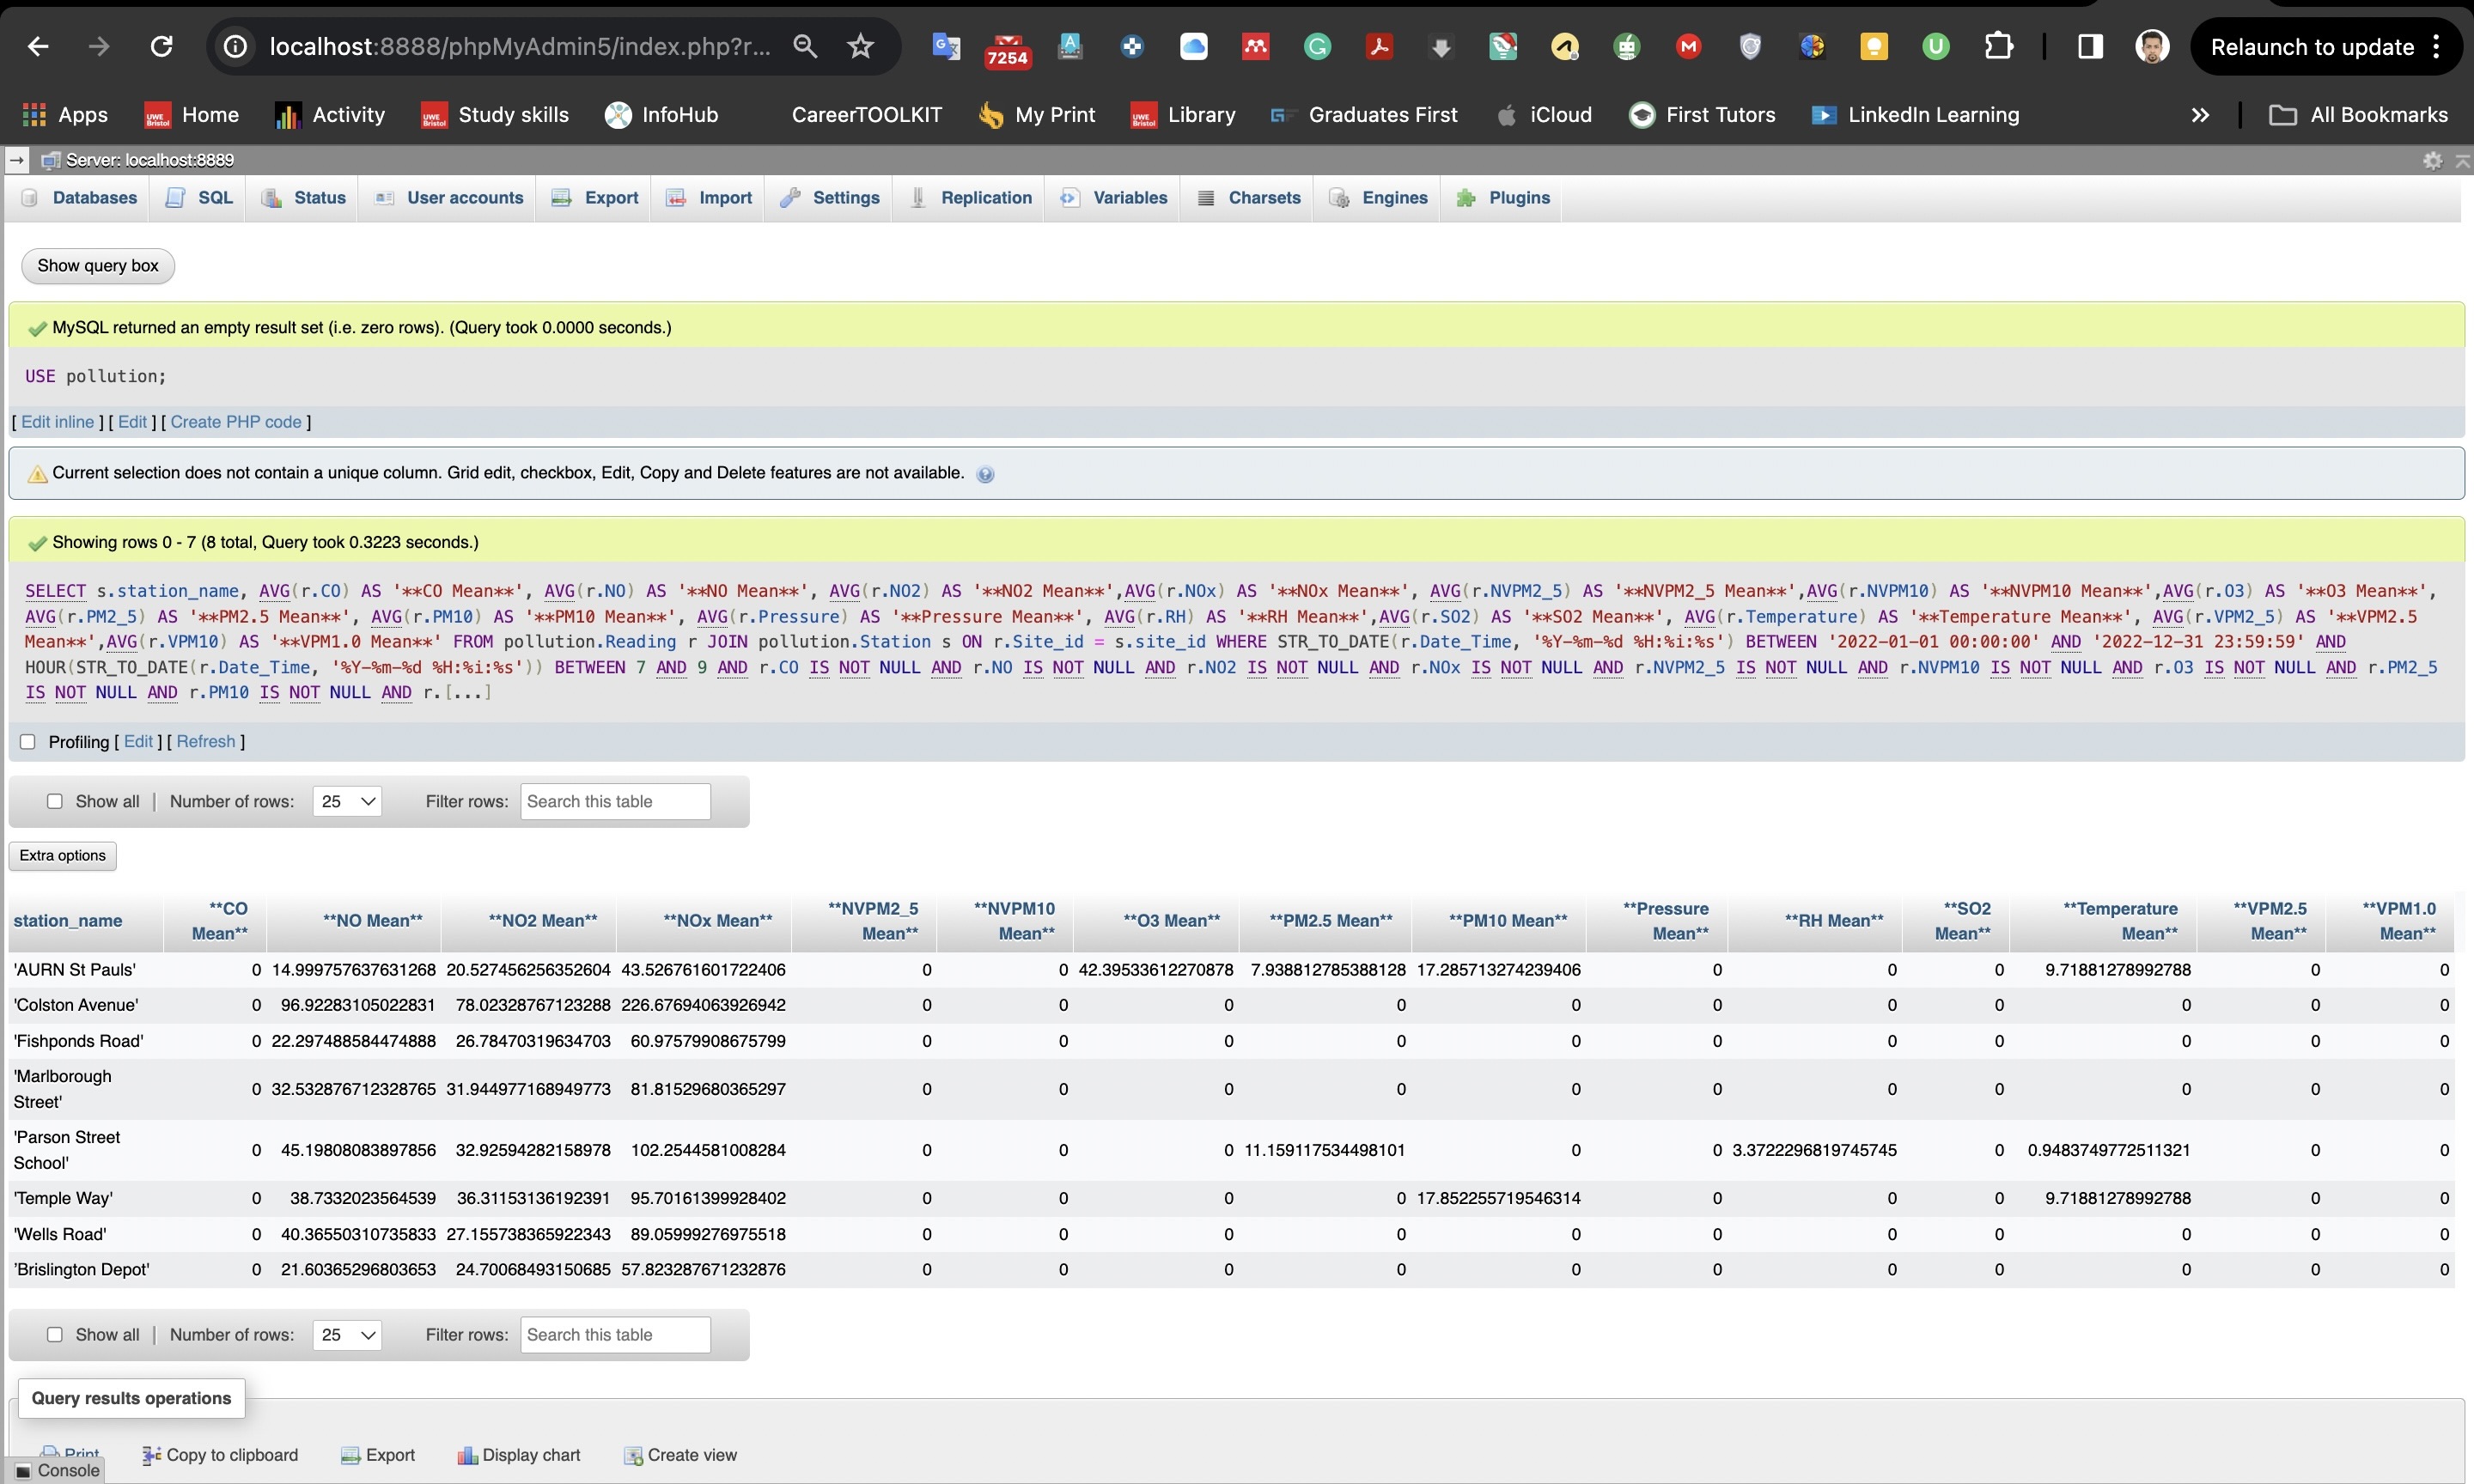 localhost:8888/phpMyAdmin5/index.php?r...
7254
Relaunch to update
Apps
UWE Bristol Home
Activity
UWE Bristol Study skills
InfoHub
CareerTOOLKIT
My Print
UWE Bristol Library
GF Graduates First
iCloud
First Tutors
LinkedIn Learning
All Bookmarks
Server: localhost:8889
Databases
SQL
Status
User accounts
Export
Import
Settings
Replication
Variables
Charsets
Engines
Plugins
Show query box
MySQL returned an empty result set (i.e. zero rows). (Query took 0.0000 seconds.)
USE pollution;
[ Edit inline ] [ Edit ] [ Create PHP code ]
Current selection does not contain a unique column. Grid edit, checkbox, Edit, Copy and Delete features are not available.
Showing rows 0 - 7 (8 total, Query took 0.3223 seconds.)
SELECT s.station_name, AVG(r.CO) AS '**CO Mean**', AVG(r.NO) AS '**NO Mean**', AVG(r.NO2) AS '**NO2 Mean**',AVG(r.NOx) AS '**NOx Mean**', AVG(r.NVPM2_5) AS '**NVPM2_5 Mean**',AVG(r.NVPM10) AS '**NVPM10 Mean**',AVG(r.O3) AS '**O3 Mean**',
AVG(r.PM2_5) AS '**PM2.5 Mean**', AVG(r.PM10) AS '**PM10 Mean**', AVG(r.Pressure) AS '**Pressure Mean**', AVG(r.RH) AS '**RH Mean**',AVG(r.SO2) AS '**SO2 Mean**', AVG(r.Temperature) AS '**Temperature Mean**', AVG(r.VPM2_5) AS '**VPM2.5
Mean**',AVG(r.VPM10) AS '**VPM1.0 Mean**' FROM pollution.Reading r JOIN pollution.Station s ON r.Site_id = s.site_id WHERE STR_TO_DATE(r.Date_Time, '%Y-%m-%d %H:%i:%s') BETWEEN '2022-01-01 00:00:00' AND '2022-12-31 23:59:59' AND
HOUR(STR_TO_DATE(r.Date_Time, '%Y-%m-%d %H:%i:%s')) BETWEEN 7 AND 9 AND r.CO IS NOT NULL AND r.NO IS NOT NULL AND r.NO2 IS NOT NULL AND r.NOx IS NOT NULL AND r.NVPM2_5 IS NOT NULL AND r.NVPM10 IS NOT NULL AND r.O3 IS NOT NULL AND r.PM2_5
IS NOT NULL AND r.PM10 IS NOT NULL AND r.[...]
Profiling [ Edit ] [ Refresh ]
Show all | Number of rows: 25 Filter rows: Search this table
Extra options
station_name **CO Mean** **NO Mean** **NO2 Mean** **NOx Mean** **NVPM2_5 Mean** **NVPM10 Mean** **O3 Mean** **PM2.5 Mean** **PM10 Mean** **Pressure Mean** **RH Mean** **SO2 Mean** **Temperature Mean** **VPM2.5 Mean** **VPM1.0 Mean**
'AURN St Pauls' 0 14.999757637631268 20.527456256352604 43.526761601722406 0 0 42.39533612270878 7.938812785388128 17.285713274239406 0 0 0 9.71881278992788 0 0
'Colston Avenue' 0 96.92283105022831 78.02328767123288 226.67694063926942 0 0 0 0 0 0 0 0 0 0 0
'Fishponds Road' 0 22.297488584474888 26.78470319634703 60.97579908675799 0 0 0 0 0 0 0 0 0 0 0
'Marlborough Street' 0 32.532876712328765 31.944977168949773 81.81529680365297 0 0 0 0 0 0 0 0 0 0 0
'Parson Street School' 0 45.19808083897856 32.92594282158978 102.2544581008284 0 0 0 11.159117534498101 0 0 3.3722296819745745 0 0.9483749772511321 0 0
'Temple Way' 0 38.7332023564539 36.31153136192391 95.70161399928402 0 0 0 0 17.852255719546314 0 0 0 9.71881278992788 0 0
'Wells Road' 0 40.36550310735833 27.155738365922343 89.05999276975518 0 0 0 0 0 0 0 0 0 0 0
'Brislington Depot' 0 21.60365296803653 24.70068493150685 57.823287671232876 0 0 0 0 0 0 0 0 0 0 0
Show all | Number of rows: 25 Filter rows: Search this table
Query results operations
Print
Copy to clipboard
Export
Display chart
Create view
Console